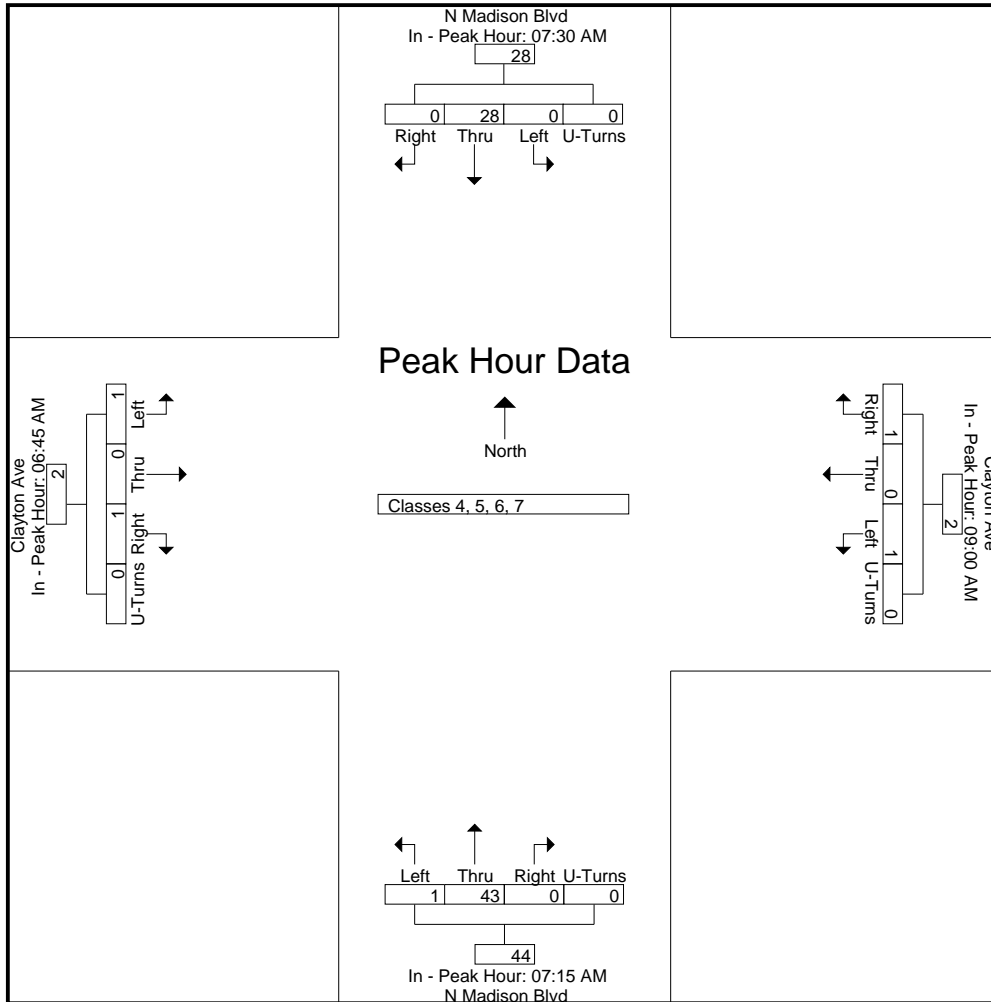 N Madison Blvd
In - Peak Hour: 07:30 AM
28
0 28 0 0
Right Thru Left U-Turns
Peak Hour Data
North
Classes 4, 5, 6, 7
Clayton Ave
In - Peak Hour: 06:45 AM
2
1 0 1 0
Left Thru Right U-Turns
Clayton Ave
In - Peak Hour: 09:00 AM
2
1 0 1 0
Right Thru Left U-Turns
Left Thru Right U-Turns
1 43 0 0
44
In - Peak Hour: 07:15 AM
N Madison Blvd